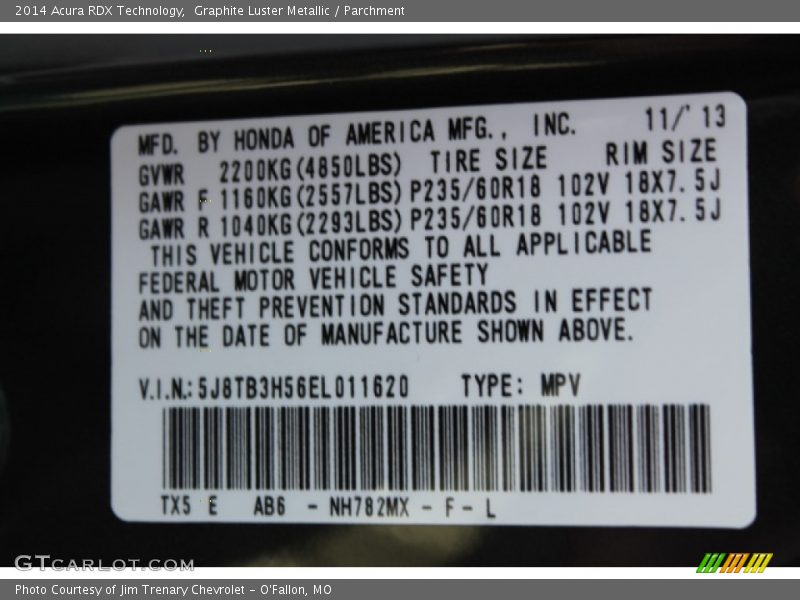 2014 Acura RDX Technology,  Graphite Luster Metallic / Parchment
MFD. BY HONDA OF AMERICA MFG., INC. 11/'13
GVWR 2200KG(4850LBS) TIRE SIZE RIM SIZE
GAWR F 1160KG(2557LBS) P235/60R18 102V 18X7.5J
GAWR R 1040KG(2293LBS) P235/60R18 102V 18X7.5J
THIS VEHICLE CONFORMS TO ALL APPLICABLE
FEDERAL MOTOR VEHICLE SAFETY
AND THEFT PREVENTION STANDARDS IN EFFECT
ON THE DATE OF MANUFACTURE SHOWN ABOVE.
V.I.N.: 5J8TB3H56EL011620 TYPE: MPV
TX5 E AB6 - NH782MX - F - L
GTCARLOT.COM
Photo Courtesy of Jim Trenary Chevrolet - O'Fallon, MO